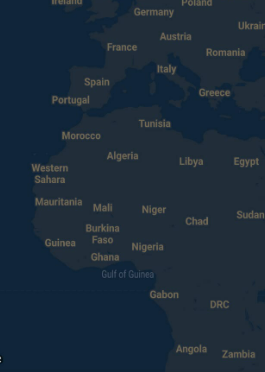 Ireland
Poland
Germany
Ukrair
Austria
France
Romania
Italy
Spain
Greece
Portugal
Tunisia
Morocco
Algeria
Libya
Egypt
Western
Sahara
Mauritania
Mali
Niger
Sudan
Chad
Burkina
Faso
Guinea
Nigeria
Ghana
Gulf of Guinea
Gabon
DRC
Angola
Zambia